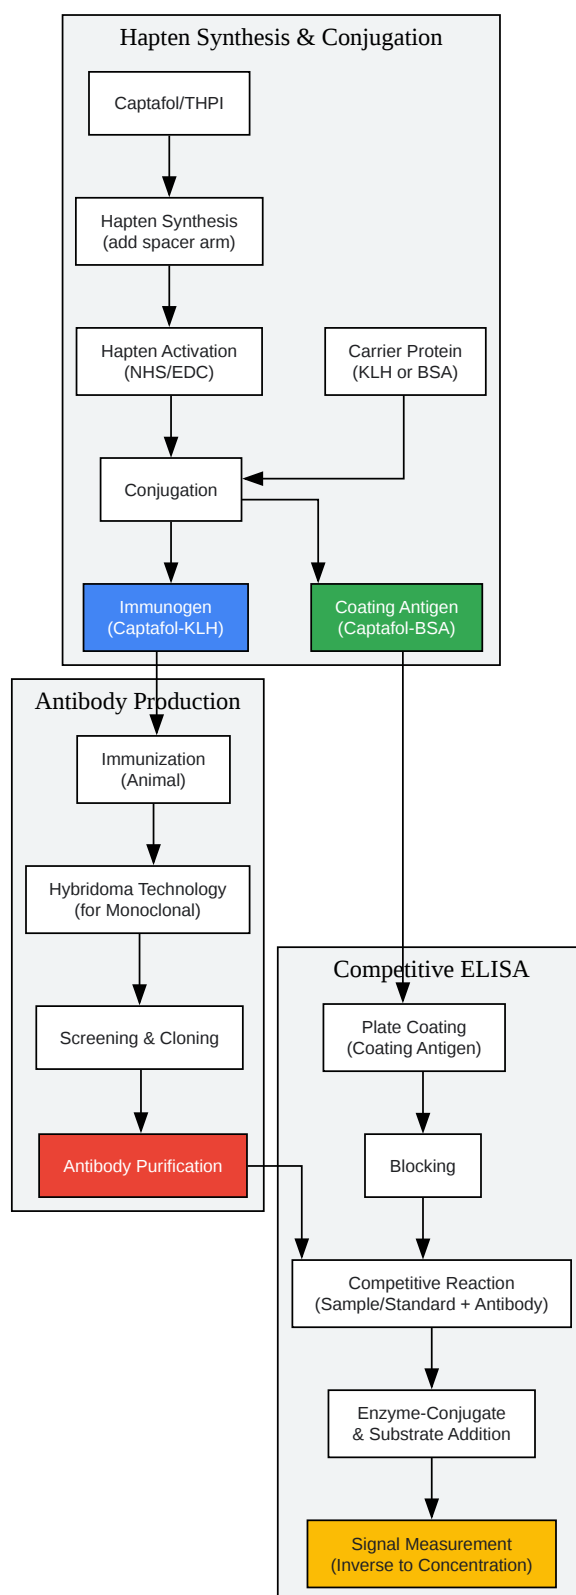 Hapten Synthesis & Conjugation
Captafol/THPI
Hapten Synthesis
(add spacer arm)
Hapten Activation
(NHS/EDC)
Carrier Protein
(KLH or BSA)
Conjugation
Immunogen
(Captafol-KLH)
Coating Antigen
(Captafol-BSA)
Antibody Production
Immunization
(Animal)
Hybridoma Technology
(for Monoclonal)
Screening & Cloning
Antibody Purification
Competitive ELISA
Plate Coating
(Coating Antigen)
Blocking
Competitive Reaction
(Sample/Standard + Antibody)
Enzyme-Conjugate
& Substrate Addition
Signal Measurement
(Inverse to Concentration)